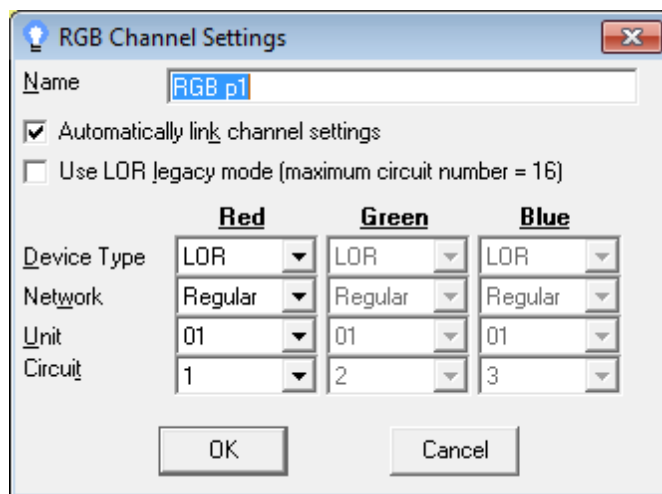 RGB Channel Settings
Name RGB p1
Automatically link channel settings
Use LOR legacy mode (maximum circuit number = 16)
Red Green Blue
Device Type LOR LOR LOR
Network Regular Regular Regular
Unit 01 01 01
Circuit 1 2 3
OK Cancel